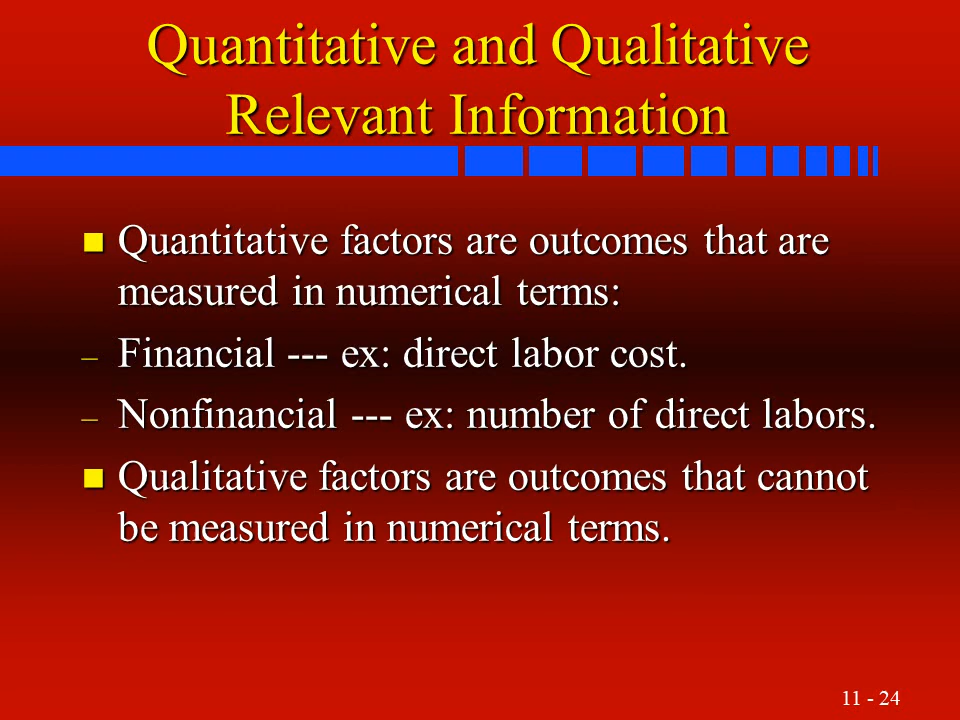 Quantitative and Qualitative
Relevant Information
Quantitative factors are outcomes that are
measured in numerical terms:
– Financial --- ex: direct labor cost.
– Nonfinancial --- ex: number of direct labors.
Qualitative factors are outcomes that cannot
be measured in numerical terms.
11 - 24